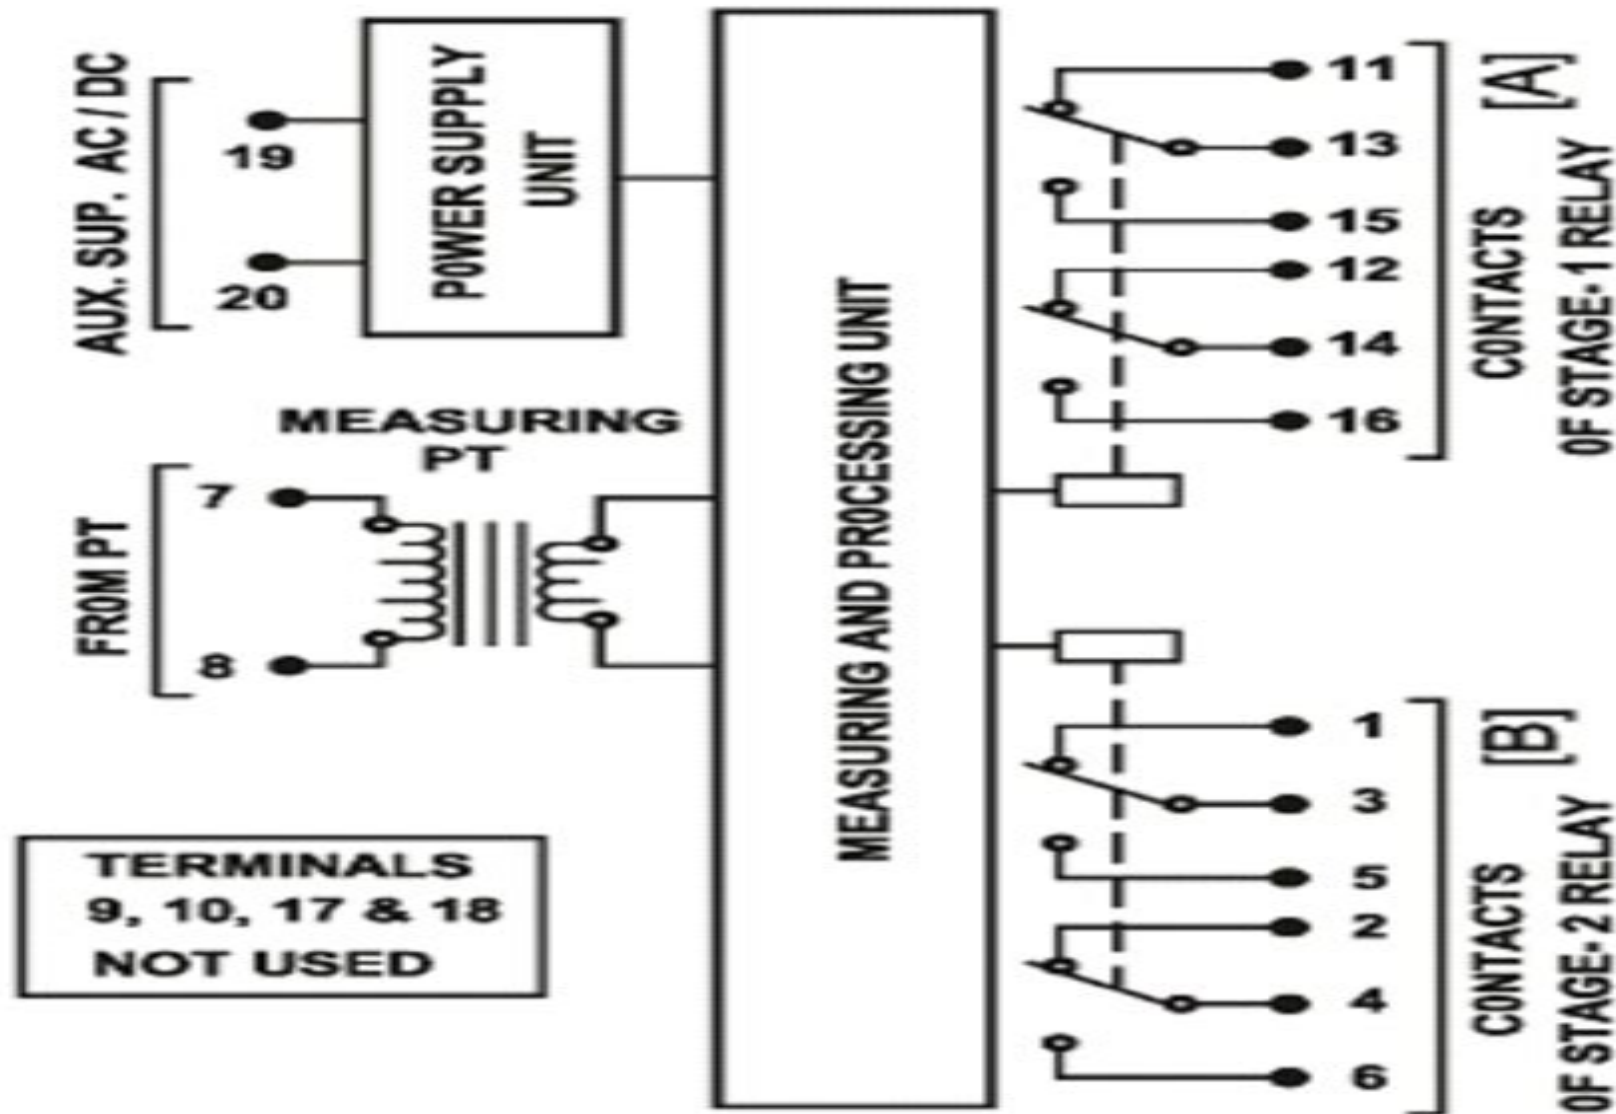 AUX. SUP. AC / DC
19
20
POWER SUPPLY
UNIT
MEASURING
PT
FROM PT
7
8
TERMINALS
9, 10, 17 & 18
NOT USED
MEASURING AND PROCESSING UNIT
11
13
15
12
14
16
[A]
CONTACTS
OF STAGE- 1 RELAY
1
3
5
2
4
6
[B]
CONTACTS
OF STAGE- 2 RELAY